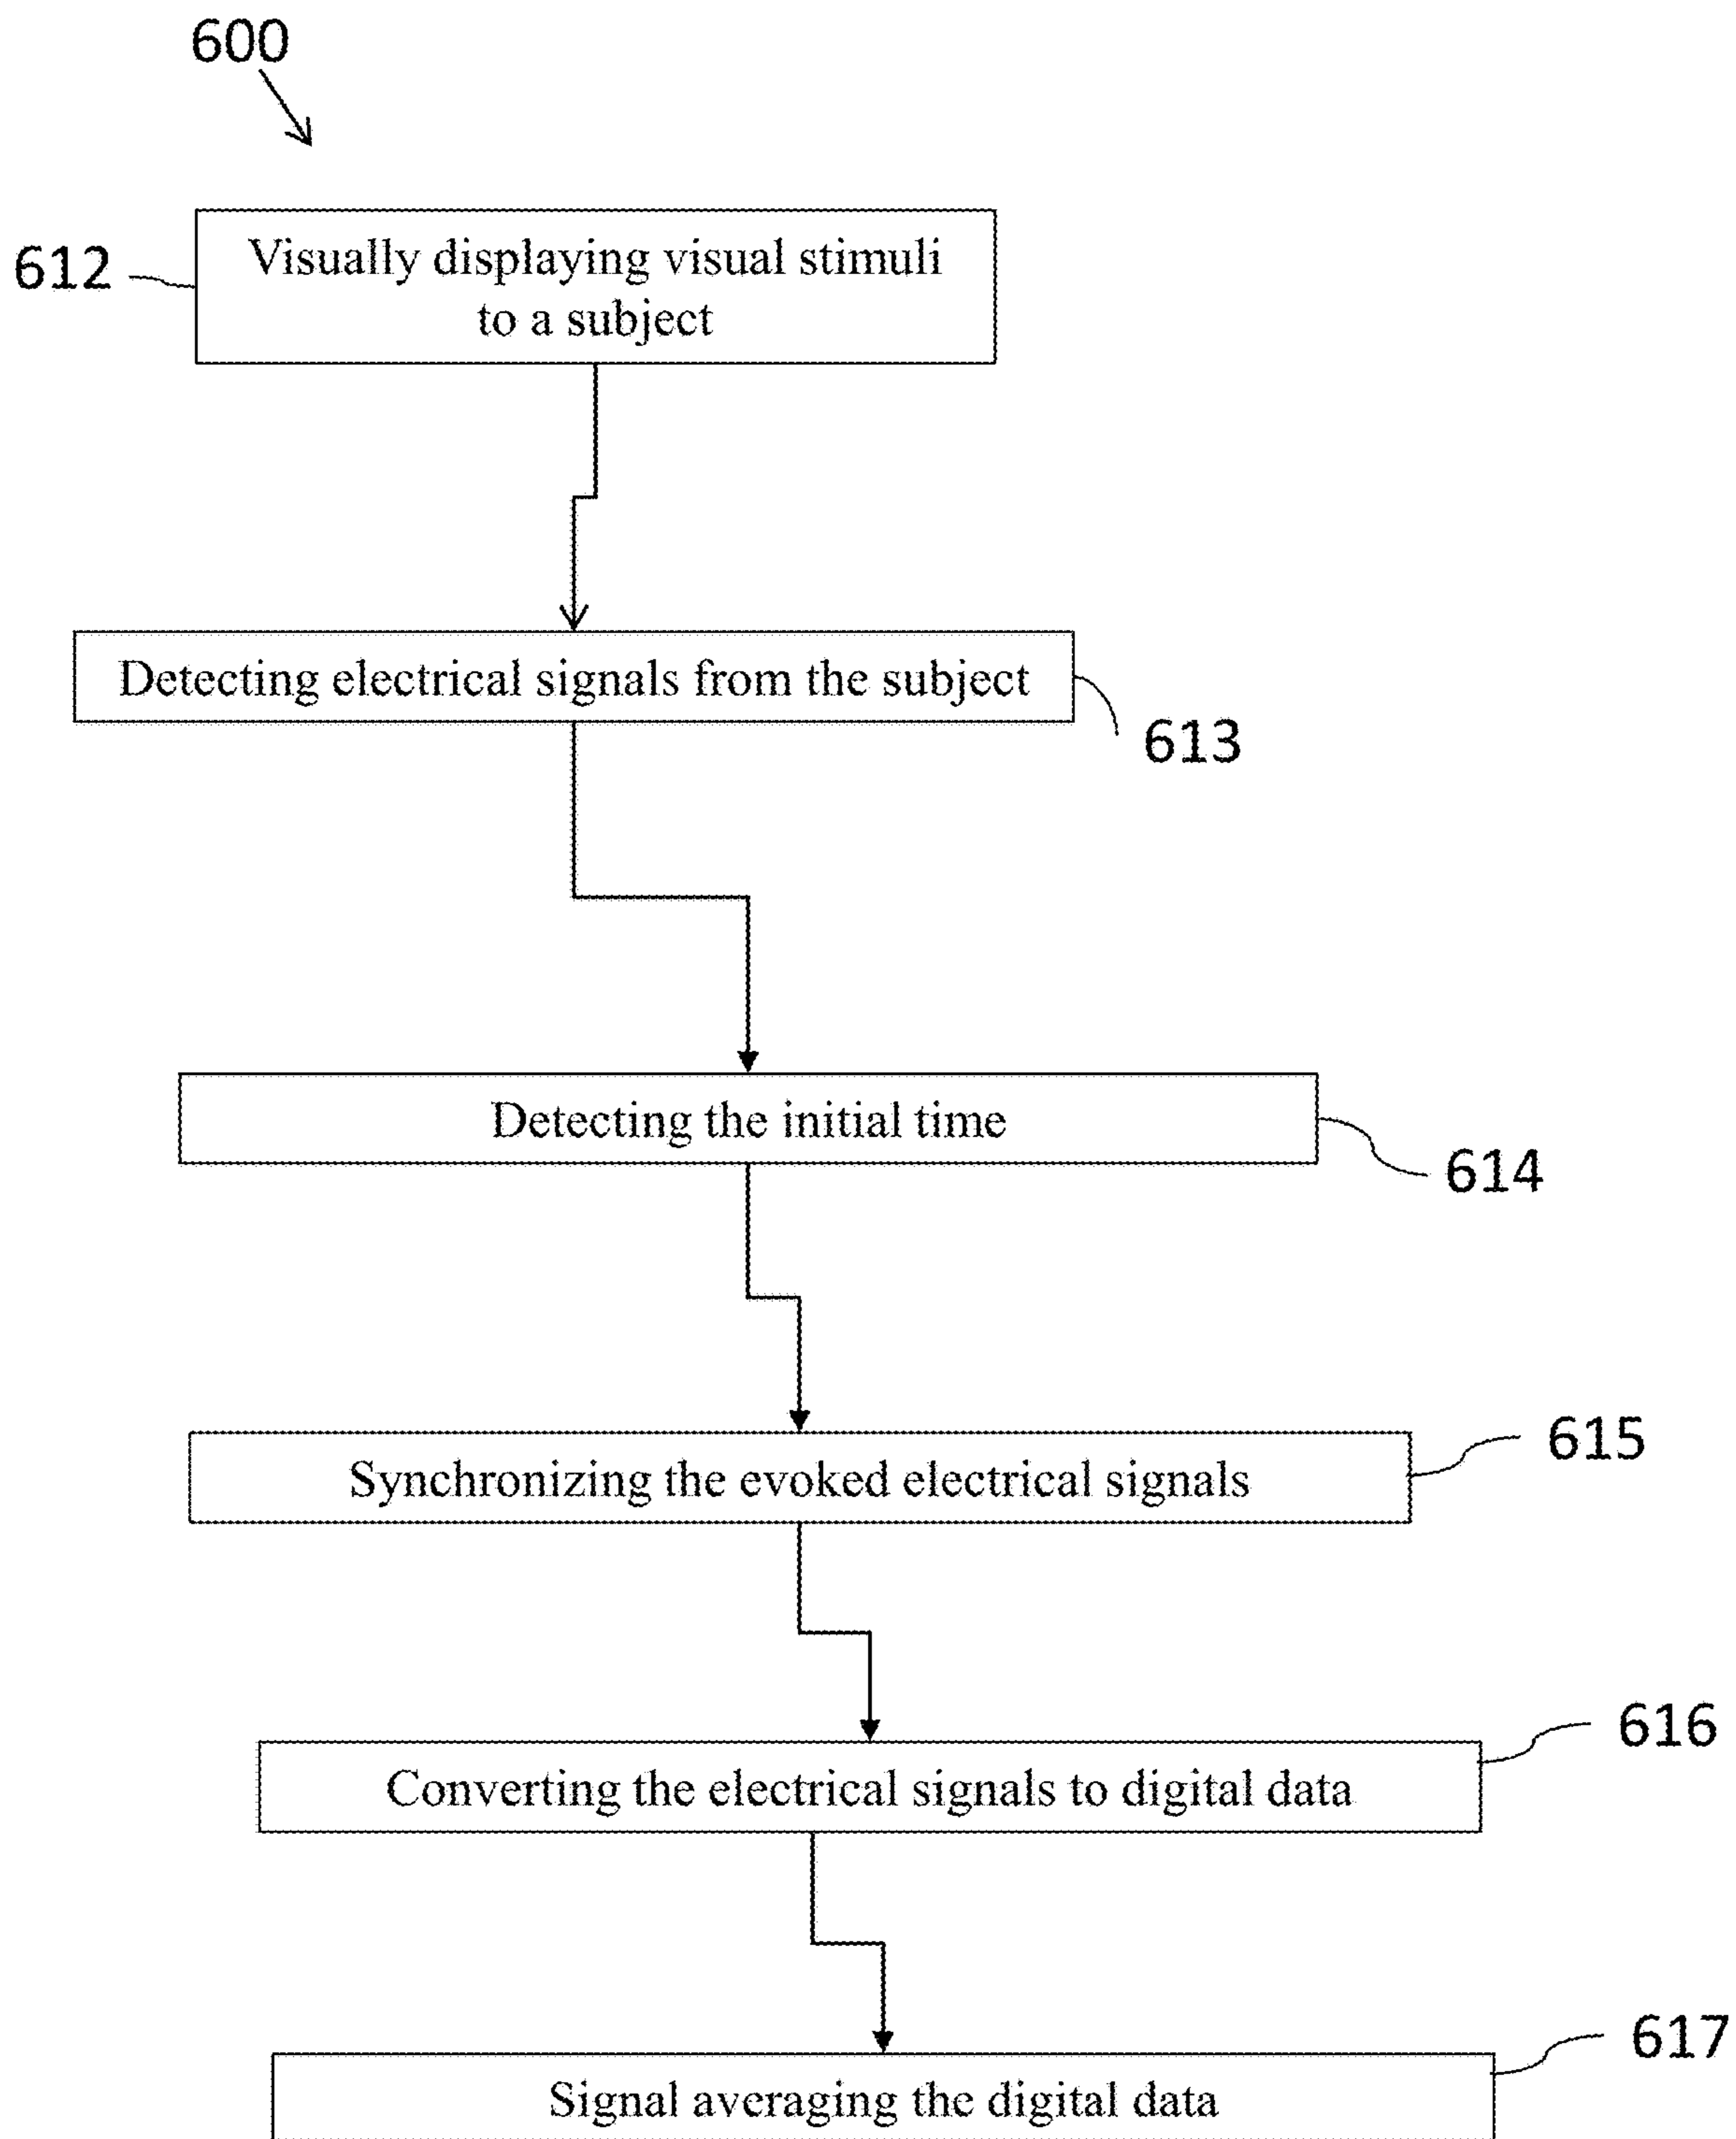 600
612
Visually displaying visual stimuli
to a subject
Detecting electrical signals from the subject
613
Detecting the initial time
614
615
Synchronizing the evoked electrical signals
616
Converting the electrical signals to digital data
617
Signal averaging the digital data